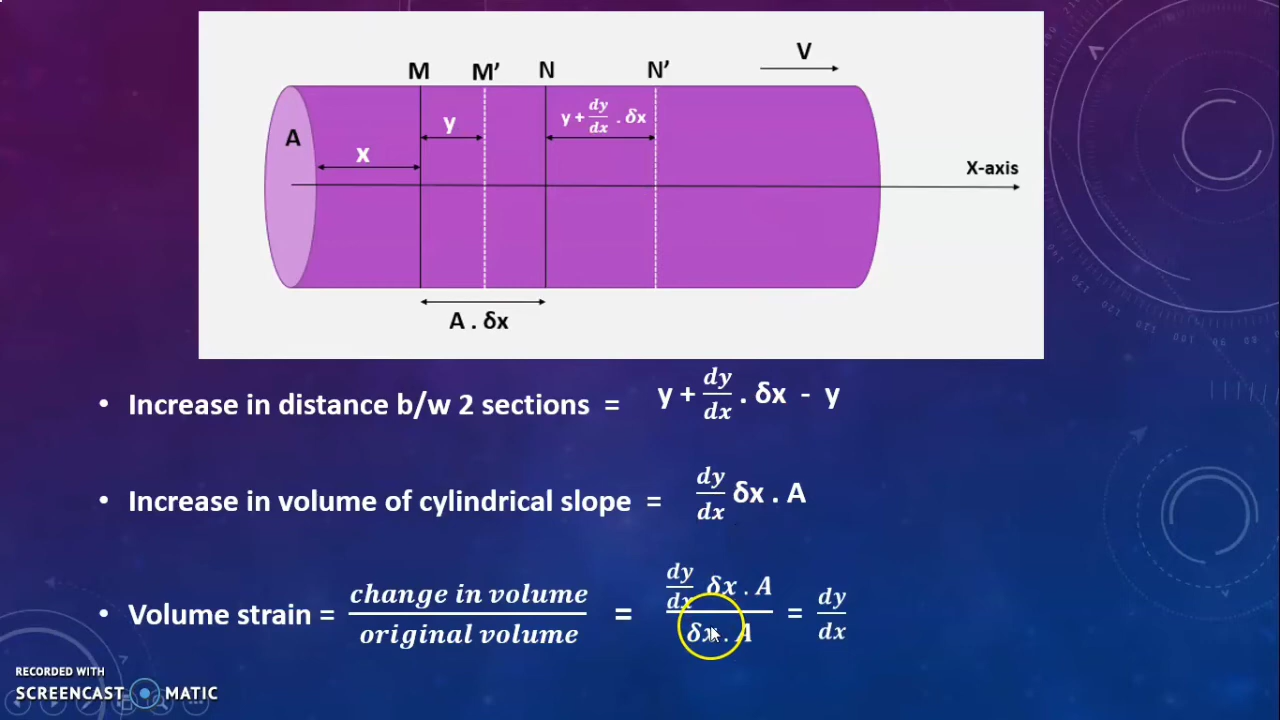 V
M M’ N N’
A x y y + dy/dx . δx
X-axis
A . δx
• Increase in distance b/w 2 sections = y + dy/dx . δx - y
• Increase in volume of cylindrical slope = dy/dx δx . A
• Volume strain = change in volume/original volume = dy/dx δx . A/δx . A = dy/dx
RECORDED WITH
SCREENCAST MATIC